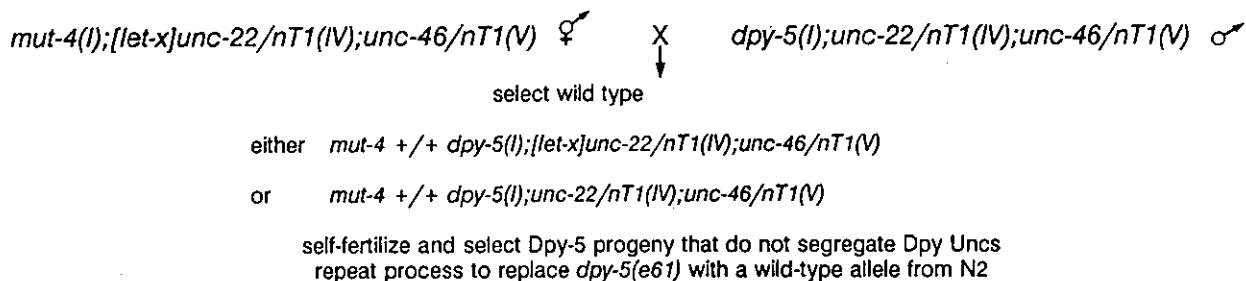 mut-4(I);[let-x]unc-22/nT1(IV);unc-46/nT1(V) ⚥ X dpy-5(I);unc-22/nT1(IV);unc-46/nT1(V) ♂
select wild type
either mut-4 +/+ dpy-5(I);[let-x]unc-22/nT1(IV);unc-46/nT1(V)
or mut-4 +/+ dpy-5(I);unc-22/nT1(IV);unc-46/nT1(V)
self-fertilize and select Dpy-5 progeny that do not segregate Dpy Uncs
repeat process to replace dpy-5(e61) with a wild-type allele from N2